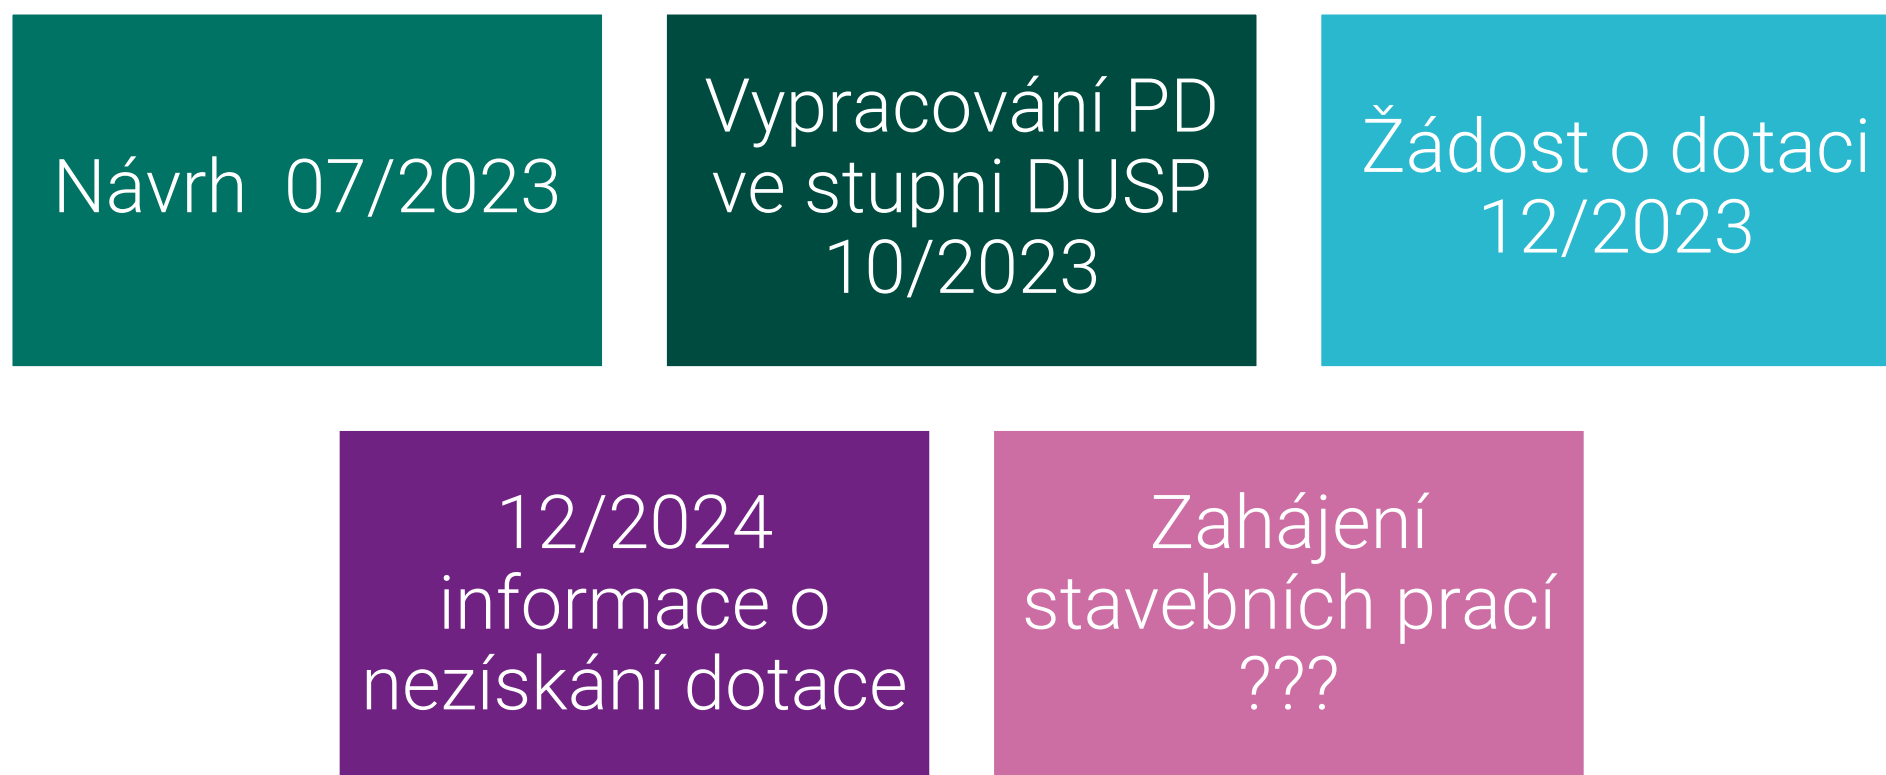 Návrh  07/2023
Vypracování PD
ve stupni DUSP
10/2023
Žádost o dotaci
12/2023
12/2024
informace o
nezískání dotace
Zahájení
stavebních prací
???